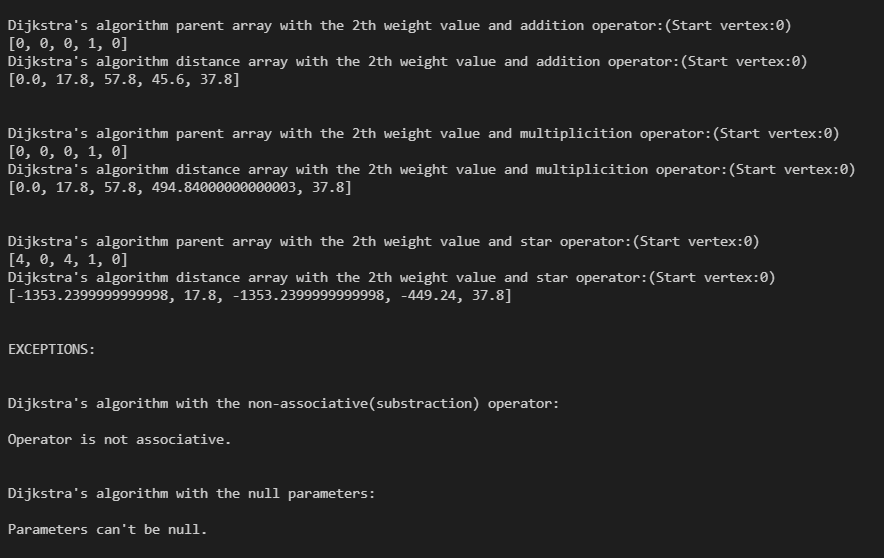 Dijkstra's algorithm parent array with the 2th weight value and addition operator:(Start vertex:0)
[0, 0, 0, 1, 0]
Dijkstra's algorithm distance array with the 2th weight value and addition operator:(Start vertex:0)
[0.0, 17.8, 57.8, 45.6, 37.8]
Dijkstra's algorithm parent array with the 2th weight value and multiplicition operator:(Start vertex:0)
[0, 0, 0, 1, 0]
Dijkstra's algorithm distance array with the 2th weight value and multiplicition operator:(Start vertex:0)
[0.0, 17.8, 57.8, 494.84000000000003, 37.8]
Dijkstra's algorithm parent array with the 2th weight value and star operator:(Start vertex:0)
[4, 0, 4, 1, 0]
Dijkstra's algorithm distance array with the 2th weight value and star operator:(Start vertex:0)
[-1353.2399999999998, 17.8, -1353.2399999999998, -449.24, 37.8]
EXCEPTIONS:
Dijkstra's algorithm with the non-associative(substraction) operator:
Operator is not associative.
Dijkstra's algorithm with the null parameters:
Parameters can't be null.